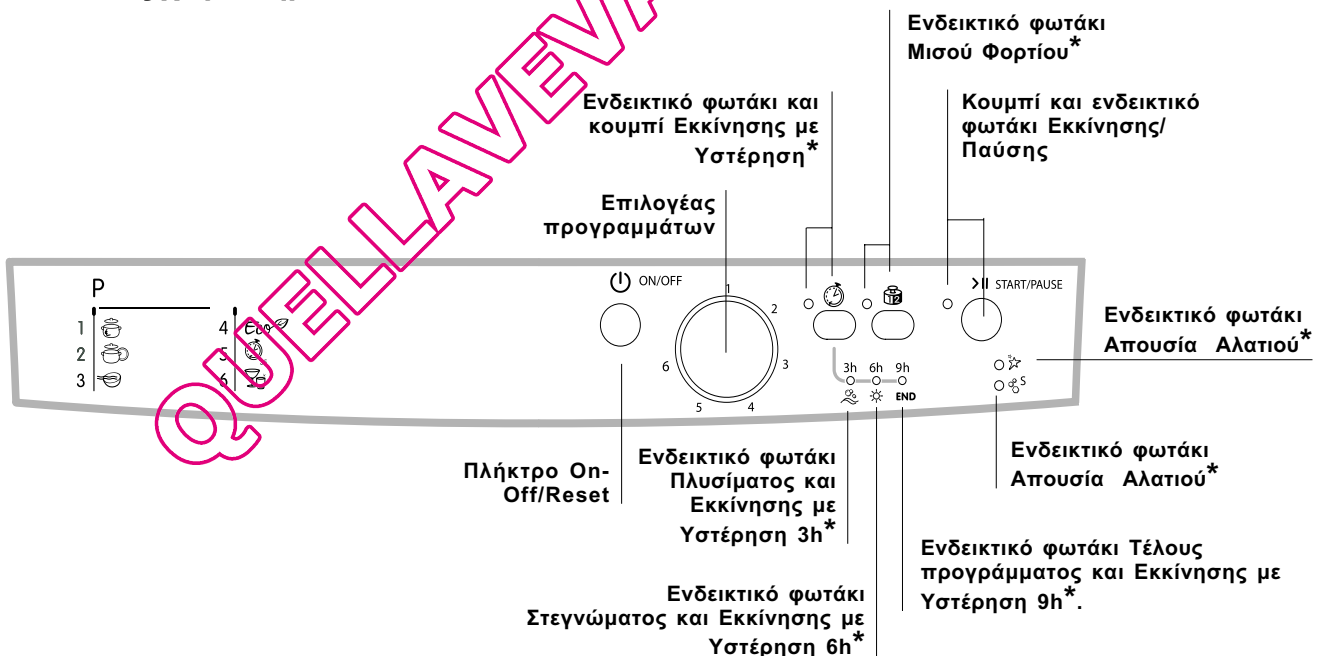 Ενδεικτικό φωτάκι
Μισού Φορτίου*
Ενδεικτικό φωτάκι και
κουμπί Εκκίνησης με
Υστέρηση*
Κουμπί και ενδεικτικό
φωτάκι Εκκίνησης/
Παύσης
Επιλογέας
προγραμμάτων
QUELLAVEVA
P
1
2
3
4 Eco
5
6
ON/OFF
1
2
3
4
5
6
1/2
START/PAUSE
3h 6h 9h
END
S
Ενδεικτικό φωτάκι
Απουσία Αλατιού*
Πλήκτρο On-
Off/Reset
Ενδεικτικό φωτάκι
Πλυσίματος και
Εκκίνησης με
Υστέρηση 3h*
Ενδεικτικό φωτάκι
Απουσία Αλατιού*
Ενδεικτικό φωτάκι Τέλους
προγράμματος και Εκκίνησης με
Υστέρηση 9h*.
Ενδεικτικό φωτάκι
Στεγνώματος και Εκκίνησης με
Υστέρηση 6h*